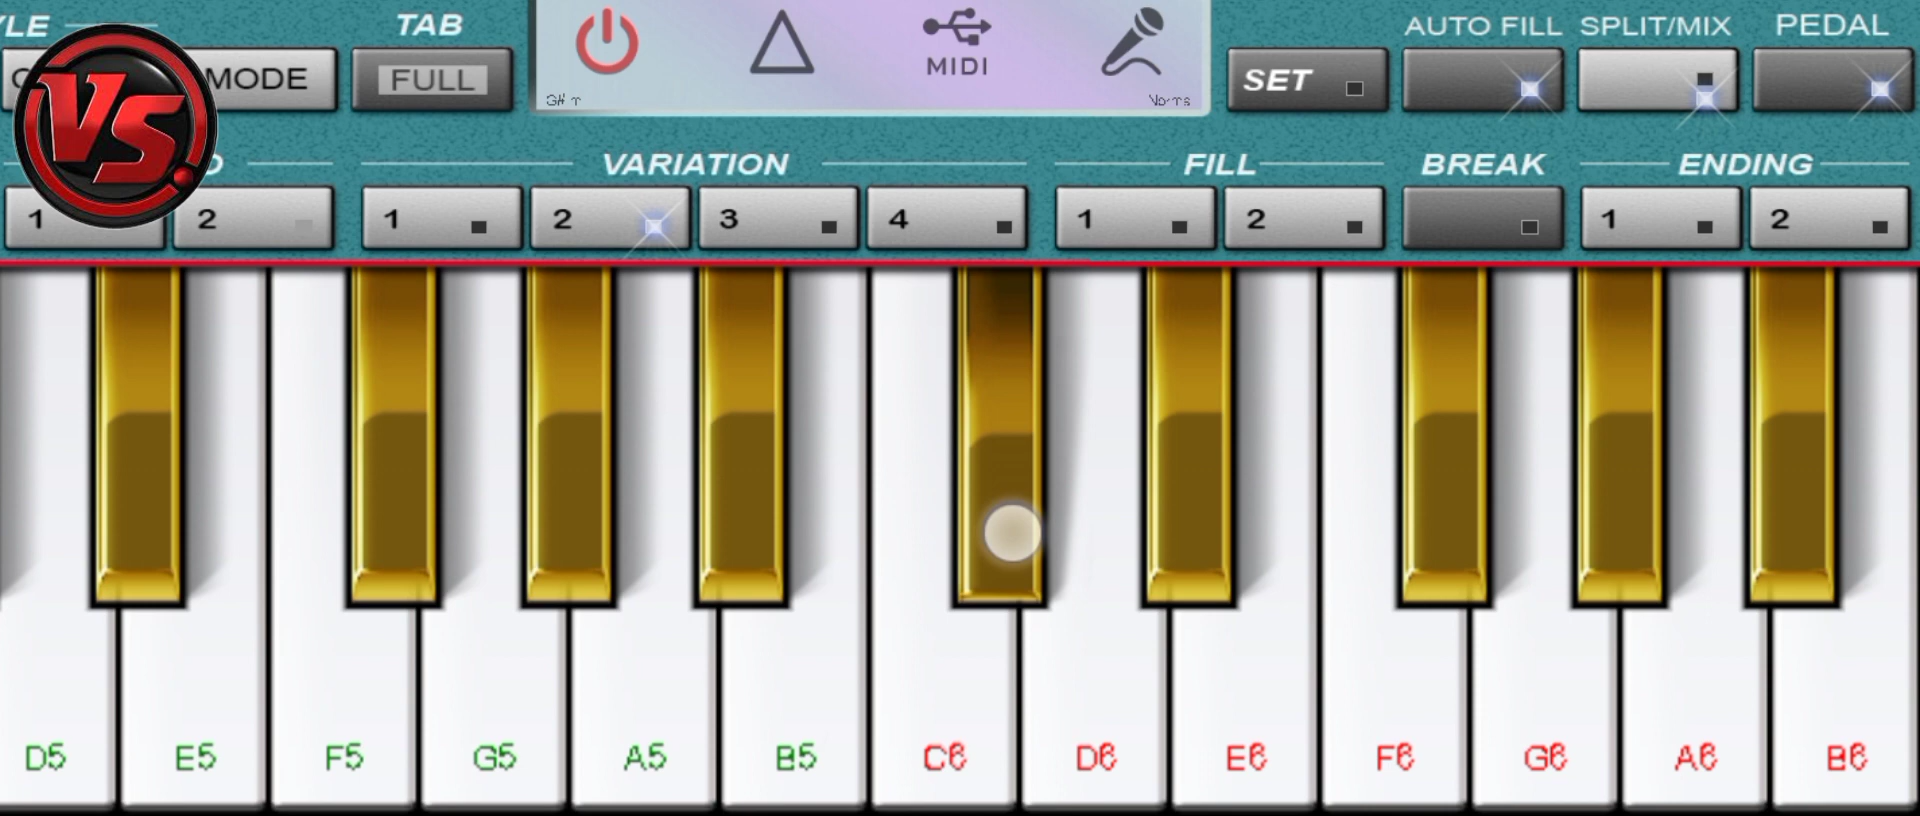 TAB
AUTO FILL SPLIT/MIX PEDAL
MODE
FULL
MIDI
SET
VS
VARIATION FILL BREAK ENDING
1 2 1 2 3 4 1 2 1 2
D5 E5 F5 G5 A5 B5 C6 D6 E6 F6 G6 A6 B6